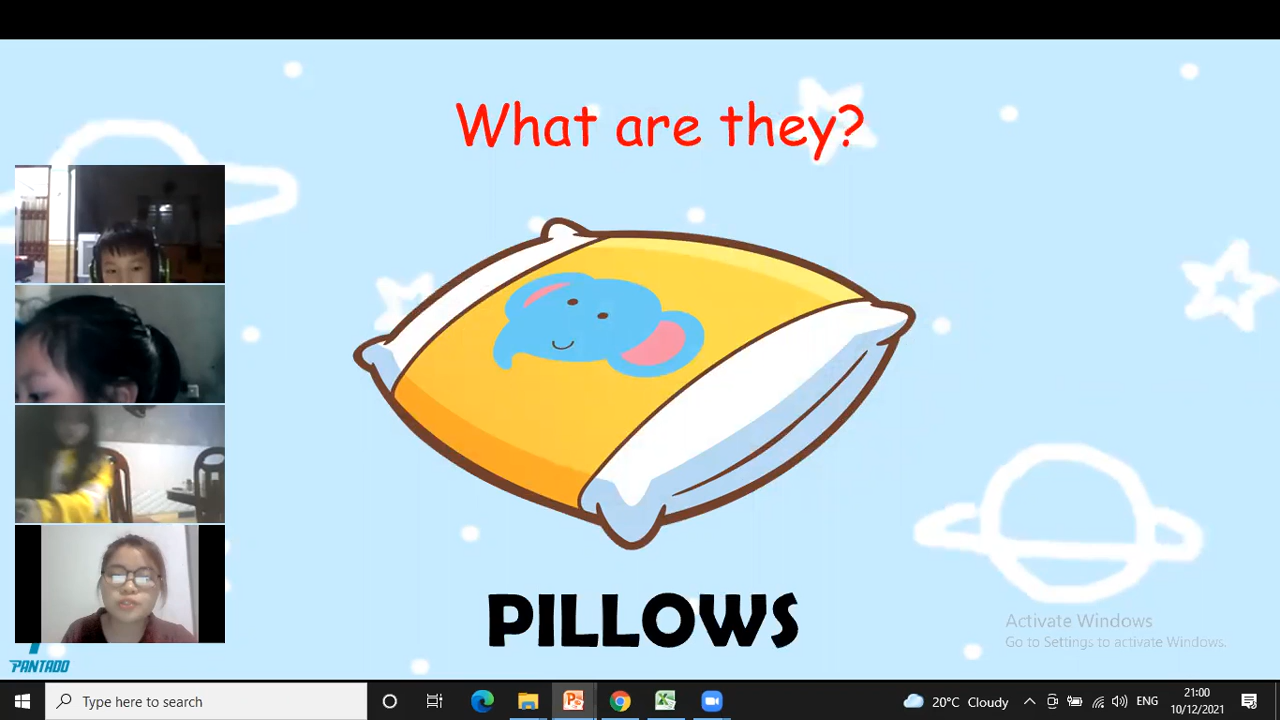 What are they?
PILLOWS
Activate Windows
Go to Settings to activate Windows.
PANTADO
Type here to search
20°C Cloudy
ENG
21:00
10/12/2021